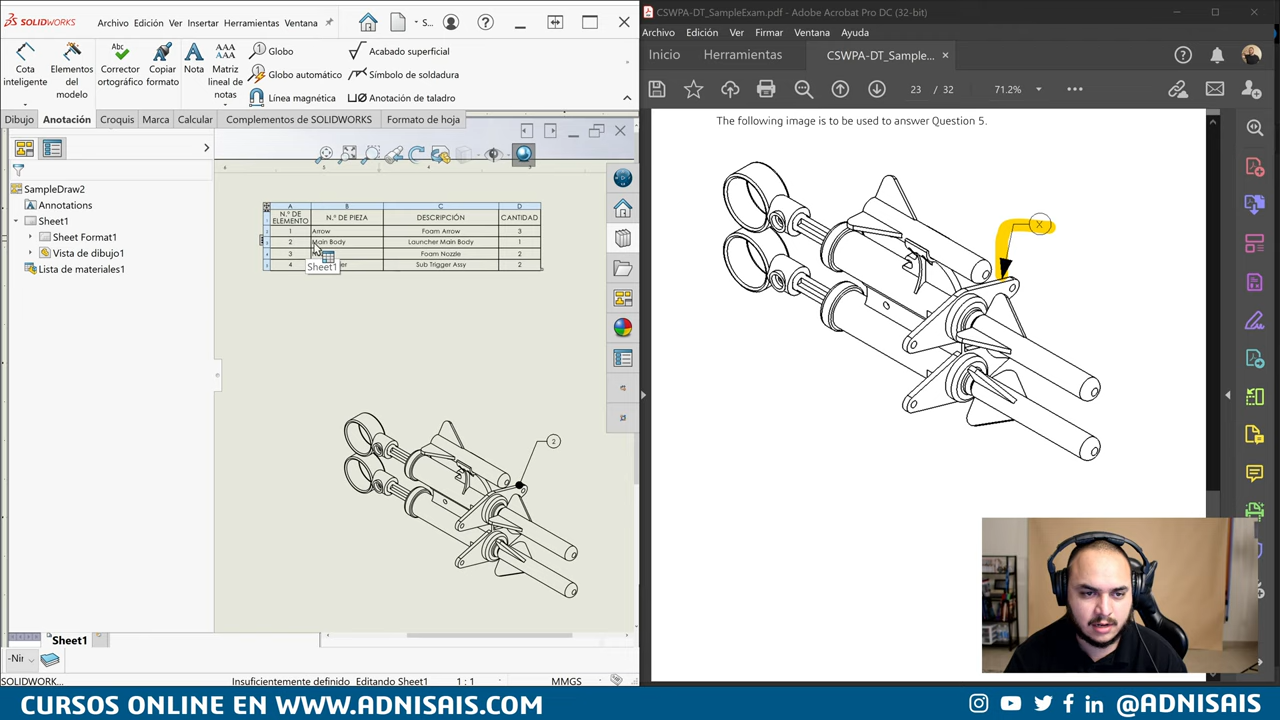 SOLIDWORKS
Archivo Edición Ver Insertar Herramientas Ventana
S...
Cota inteligente
Elementos del modelo
Corrector ortográfico
Copiar formato
Nota
Matriz lineal de notas
Globo
Globo automático
Línea magnética
Acabado superficial
Símbolo de soldadura
Anotación de taladro
Dibujo Anotación Croquis Marca Calcular Complementos de SOLIDWORKS Formato de hoja
SampleDraw2
Annotations
Sheet1
Sheet Format1
Vista de dibujo1
Lista de materiales1
A B C D
N.º DE ELEMENTO N.º DE PIEZA DESCRIPCIÓN CANTIDAD
1 Arrow Foam Arrow 3
2 Main Body Launcher Main Body 1
3 Foam Nozzle 2
4 Sub Trigger Assy 2
Sheet1
2
Sheet1
-Nir
SOLIDWORK... Insuficientemente definido Editando Sheet1 1 : 1 MMGS
CSWPA-DT_SampleExam.pdf - Adobe Acrobat Pro DC (32-bit)
Archivo Edición Ver Firmar Ventana Ayuda
Inicio Herramientas CSWPA-DT_Sample... ×
23 / 32 71.2%
The following image is to be used to answer Question 5.
X
CURSOS ONLINE EN WWW.ADNISAIS.COM
@ADNISAIS